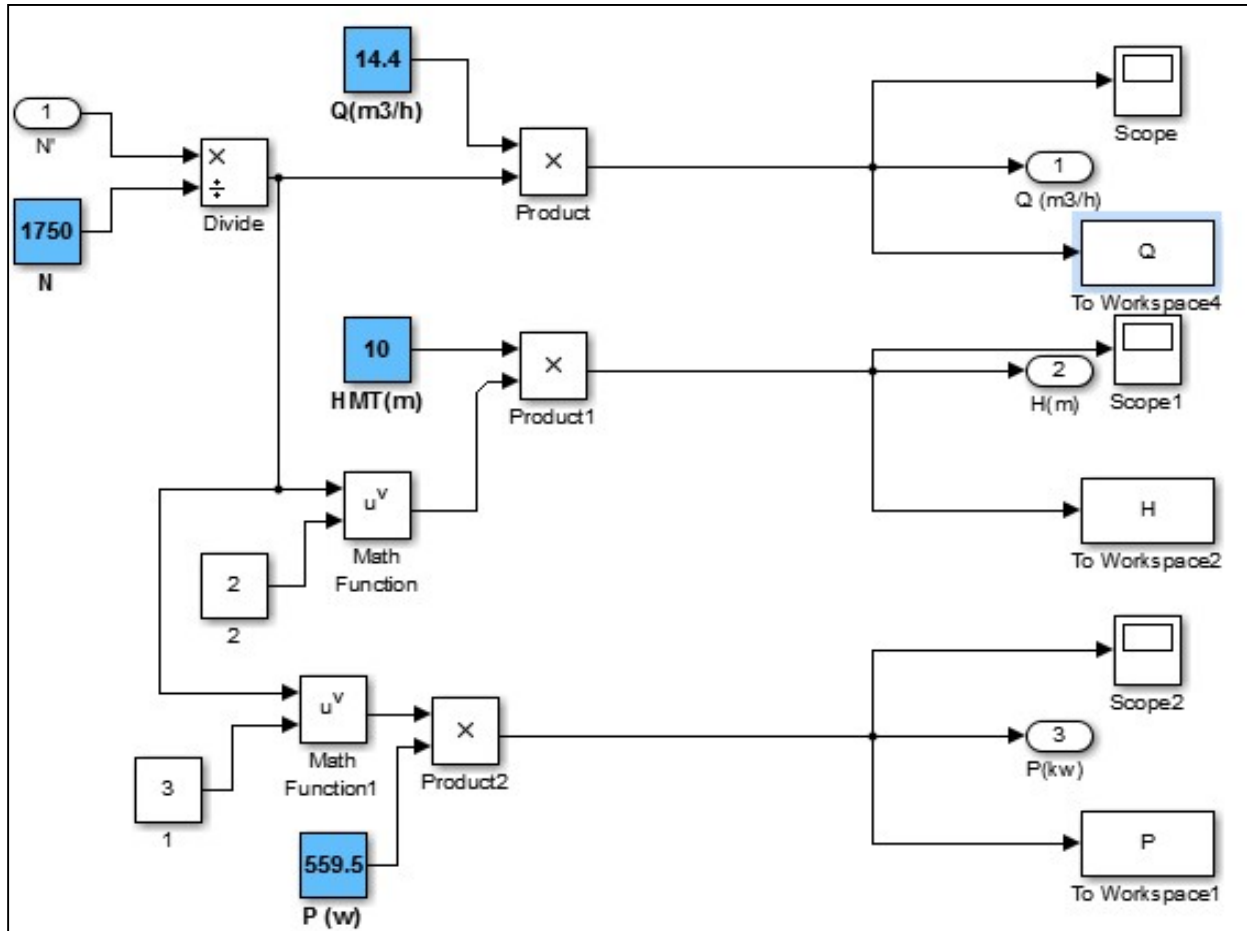 14.4
Q(m3/h)
1
N'
1750
N
×
÷
Divide
×
Product
Scope
1
Q (m3/h)
Q
To Workspace4
10
HMT(m)
×
Product1
2
H(m)
Scope1
u^v
Math
Function
2
2
H
To Workspace2
u^v
Math
Function1
3
1
×
Product2
559.5
P (w)
Scope2
3
P(kw)
P
To Workspace1